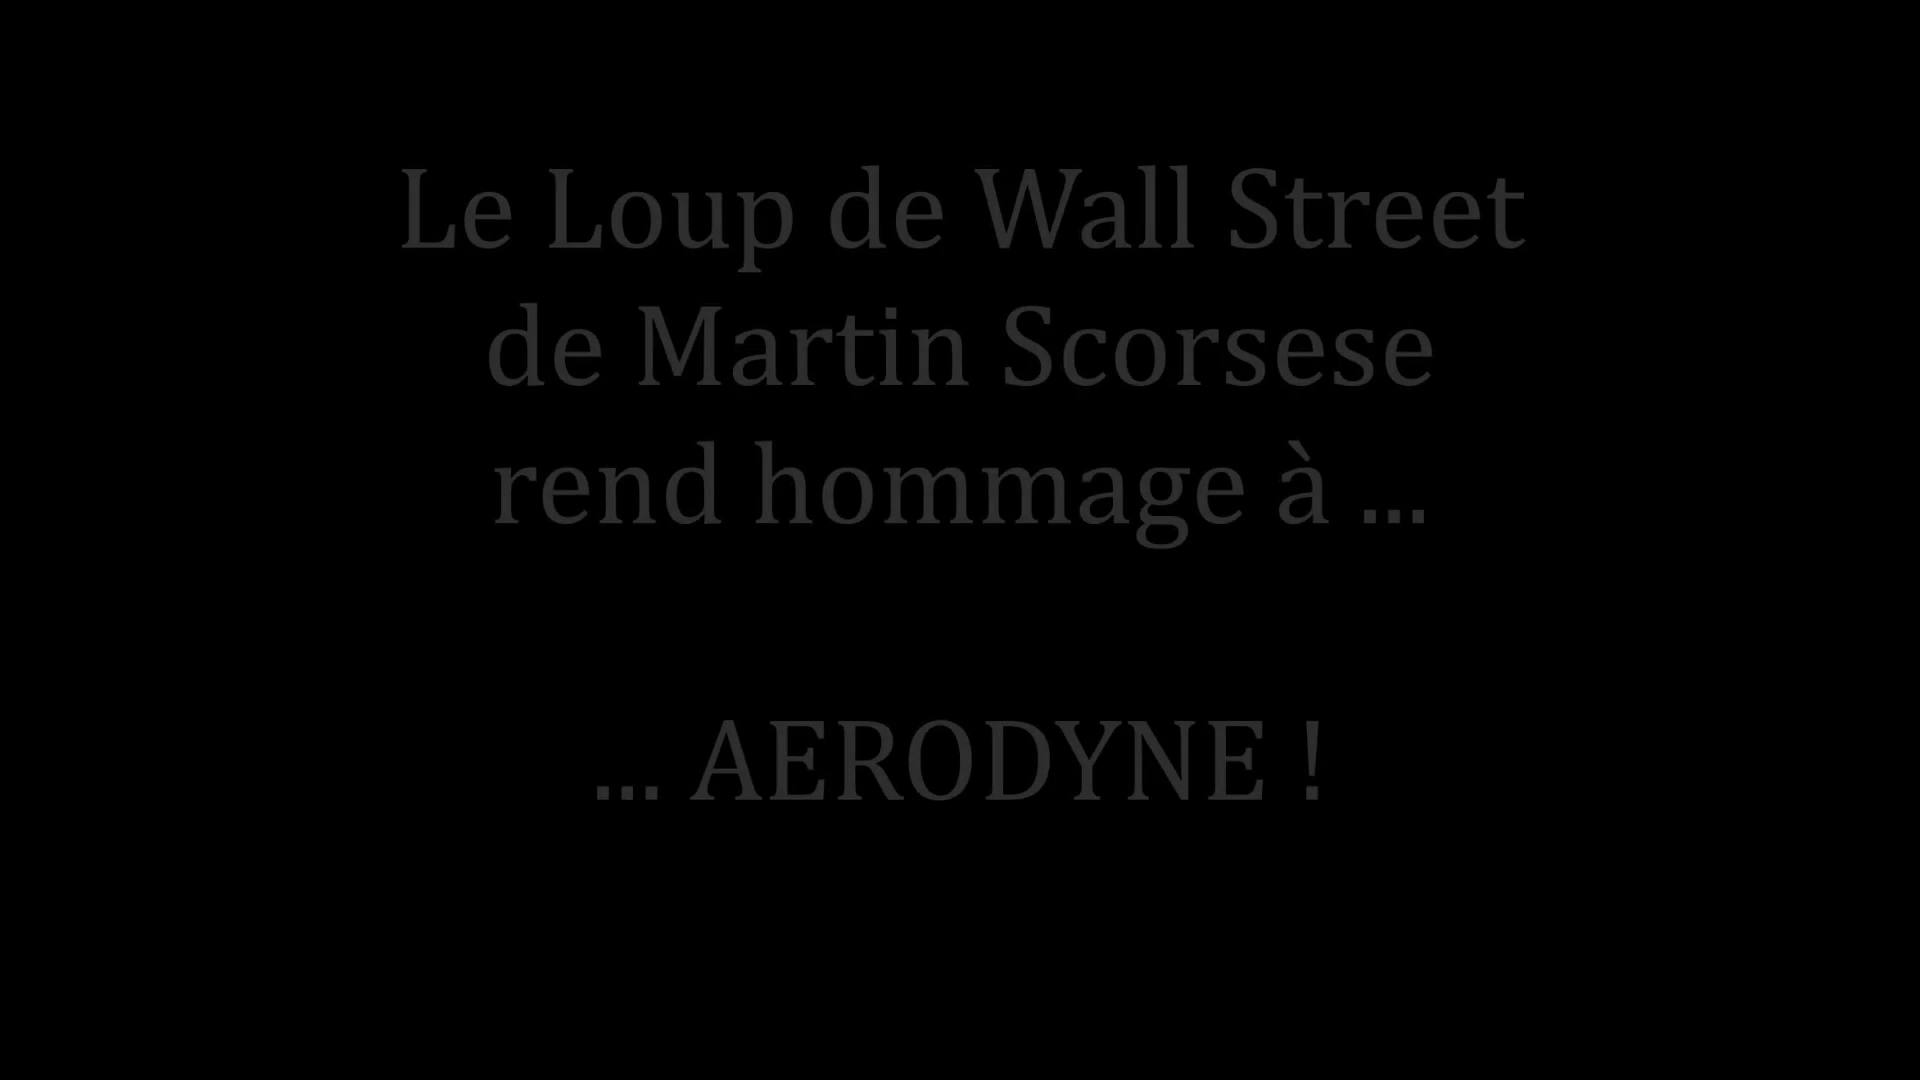 Le Loup de Wall Street
de Martin Scorsese
rend hommage à ...
... AERODYNE !